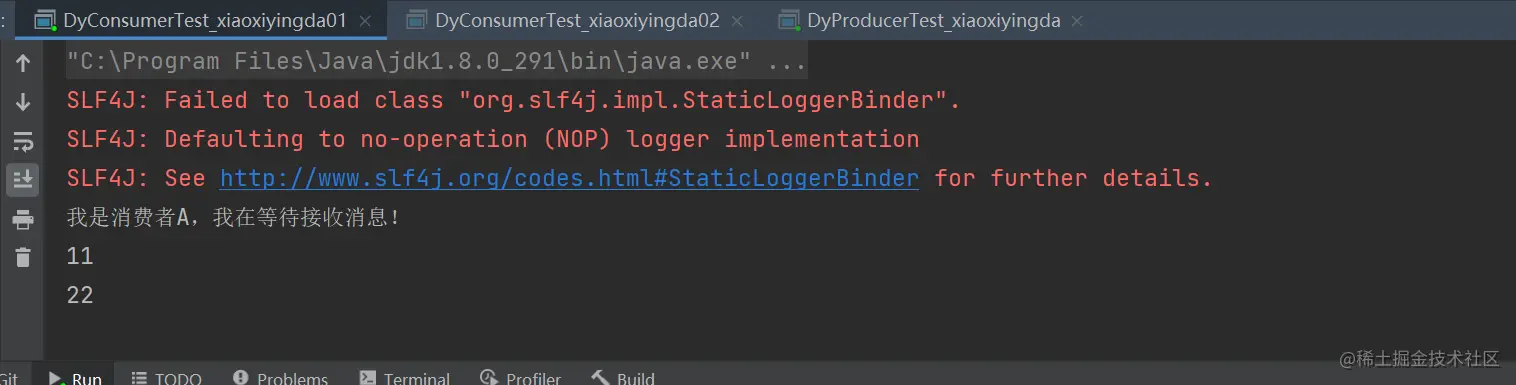 : DyConsumerTest_xiaoxiyingda01 × DyConsumerTest_xiaoxiyingda02 × DyProducerTest_xiaoxiyingda ×
"C:\Program Files\Java\jdk1.8.0_291\bin\java.exe" ...
SLF4J: Failed to load class "org.slf4j.impl.StaticLoggerBinder".
SLF4J: Defaulting to no-operation (NOP) logger implementation
SLF4J: See http://www.slf4j.org/codes.html#StaticLoggerBinder for further details.
我是消费者A，我在等待接收消息！
11
22
@稀土掘金技术社区
Git Run TODO Problems Terminal Profiler Build